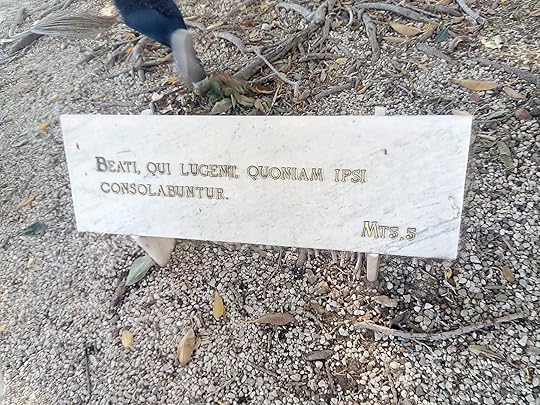 BEATI, QUI LUGENT, QUONIAM IPSI
CONSOLABUNTUR.
MT5,5